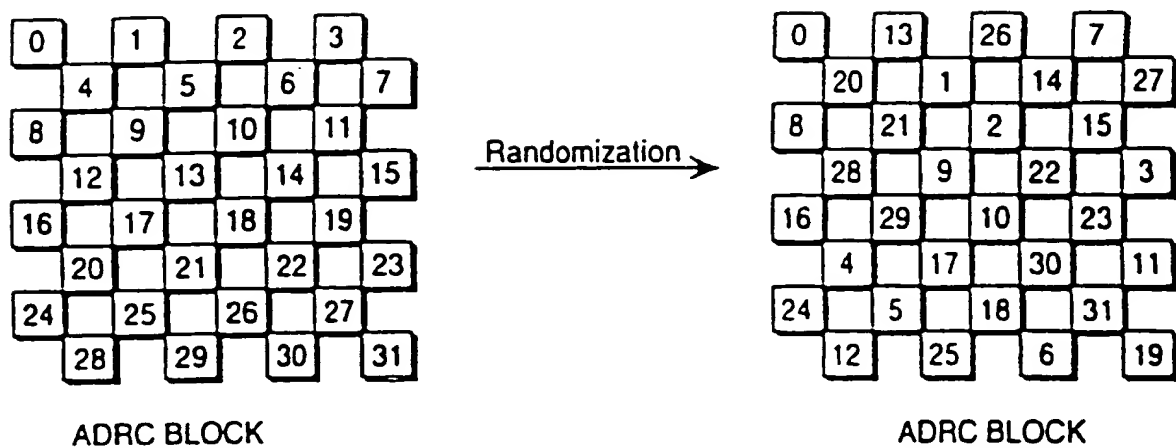 0 1 2 3
4 5 6 7
8 9 10 11
12 13 14 15
16 17 18 19
20 21 22 23
24 25 26 27
28 29 30 31
ADRC BLOCK
Randomization
0 13 26 7
20 1 14 27
8 21 2 15
28 9 22 3
16 29 10 23
4 17 30 11
24 5 18 31
12 25 6 19
ADRC BLOCK